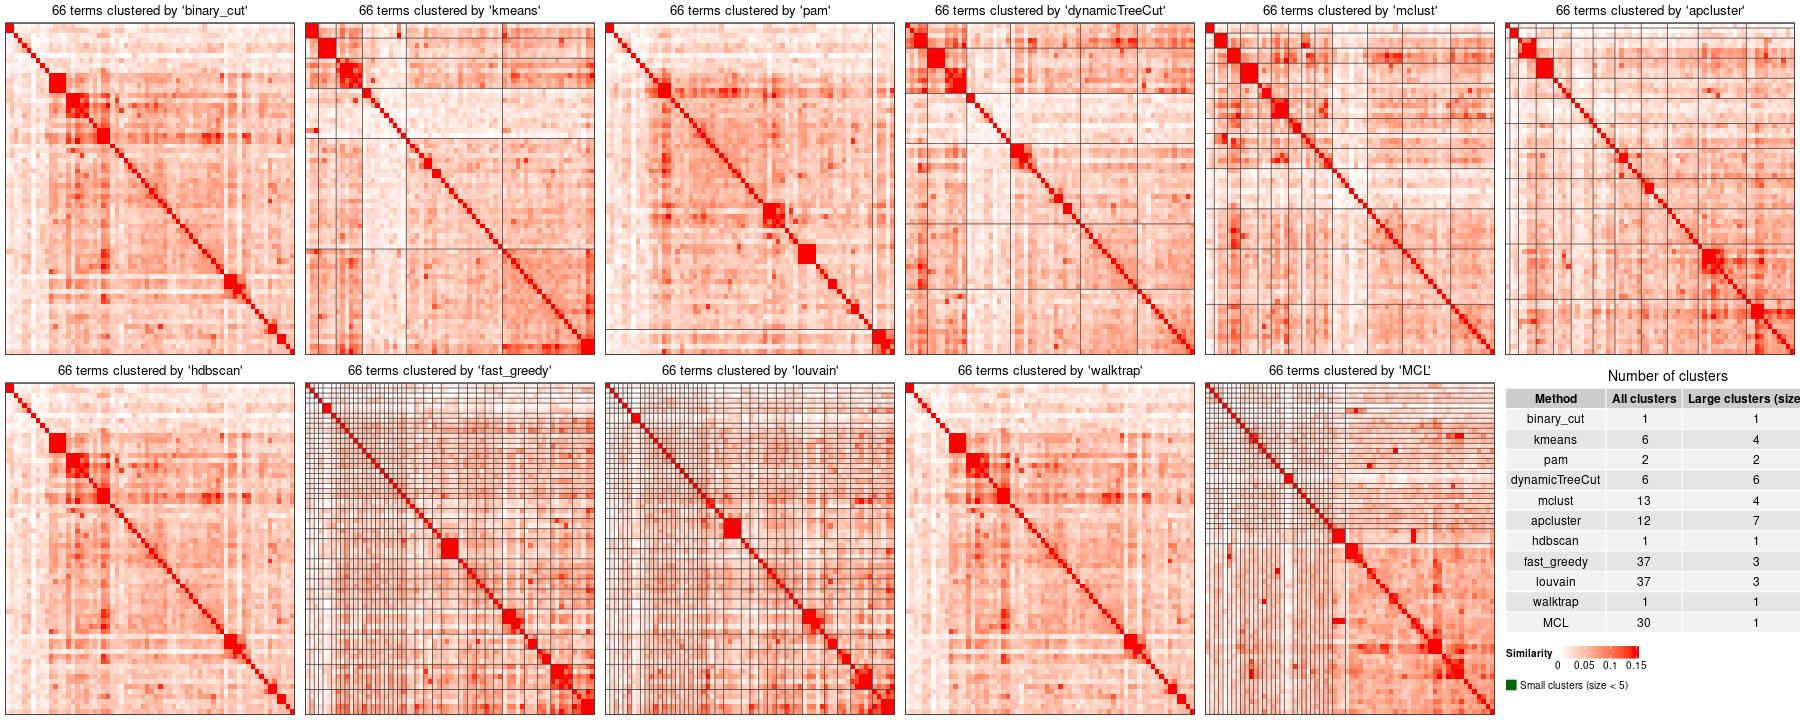 66 terms clustered by 'binary_cut'
66 terms clustered by 'kmeans'
66 terms clustered by 'pam'
66 terms clustered by 'dynamicTreeCut'
66 terms clustered by 'mclust'
66 terms clustered by 'apcluster'
66 terms clustered by 'hdbscan'
66 terms clustered by 'fast_greedy'
66 terms clustered by 'louvain'
66 terms clustered by 'walktrap'
66 terms clustered by 'MCL'
Number of clusters
Method All clusters Large clusters (size
binary_cut 1 1
kmeans 6 4
pam 2 2
dynamicTreeCut 6 6
mclust 13 4
apcluster 12 7
hdbscan 1 1
fast_greedy 37 3
louvain 37 3
walktrap 1 1
MCL 30 1
Similarity
0 0.05 0.1 0.15
Small clusters (size < 5)